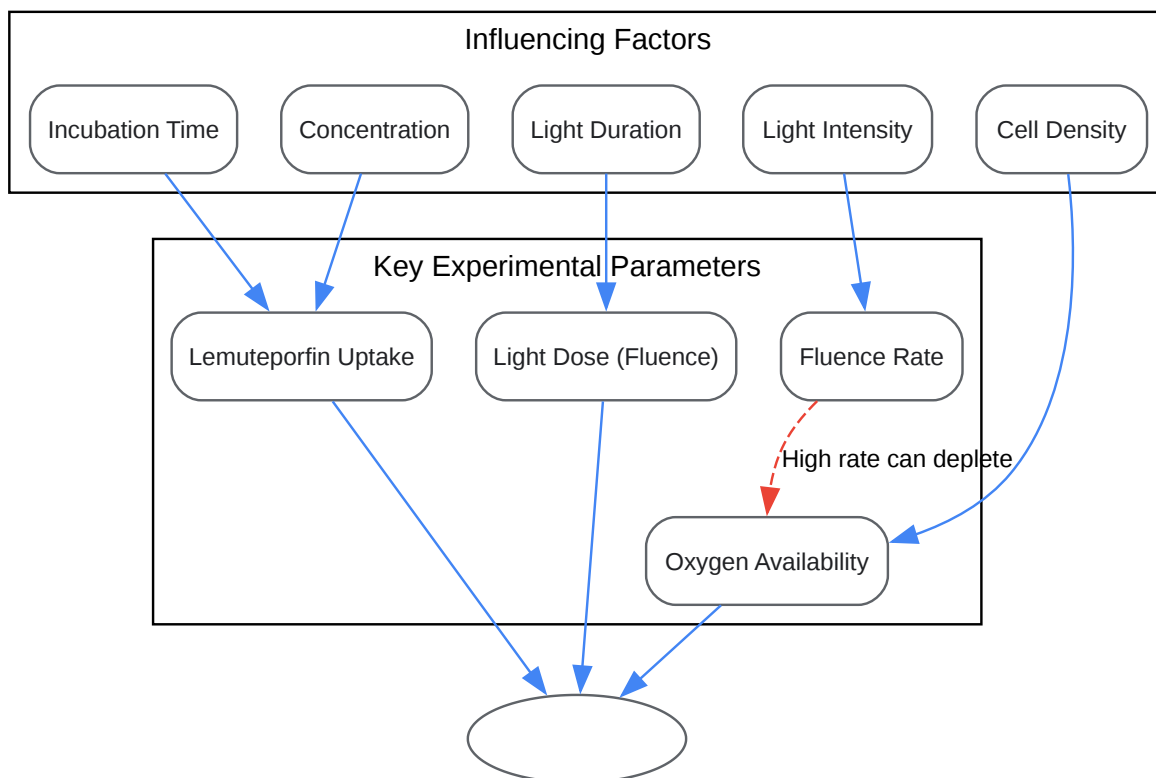 Influencing Factors
Incubation Time
Concentration
Light Duration
Light Intensity
Cell Density
Key Experimental Parameters
Lemuteporfin Uptake
Light Dose (Fluence)
Fluence Rate
High rate can deplete
Oxygen Availability